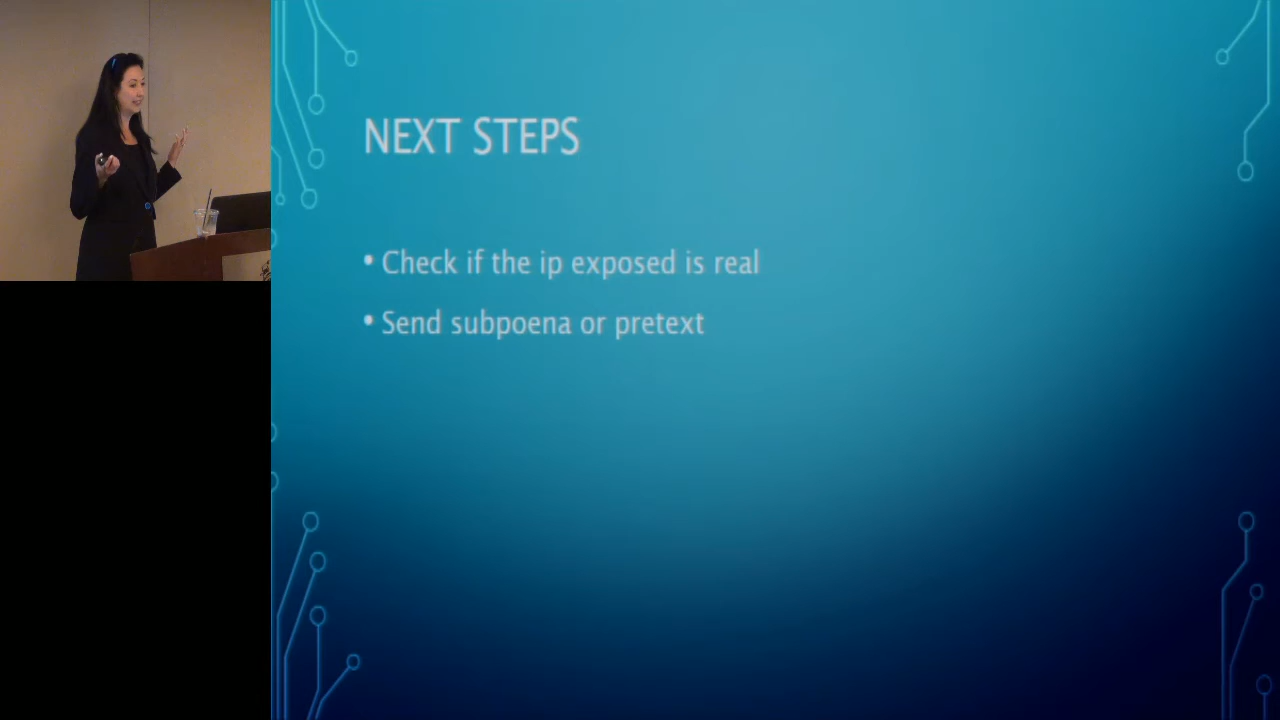 NEXT STEPS
• Check if the ip exposed is real
• Send subpoena or pretext